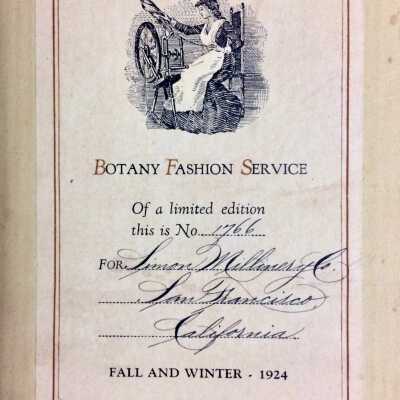 BOTANY FASHION SERVICE
Of a limited edition
this is No. 1766
FOR Simon Millinery Co.
San Francisco
California
FALL AND WINTER - 1924